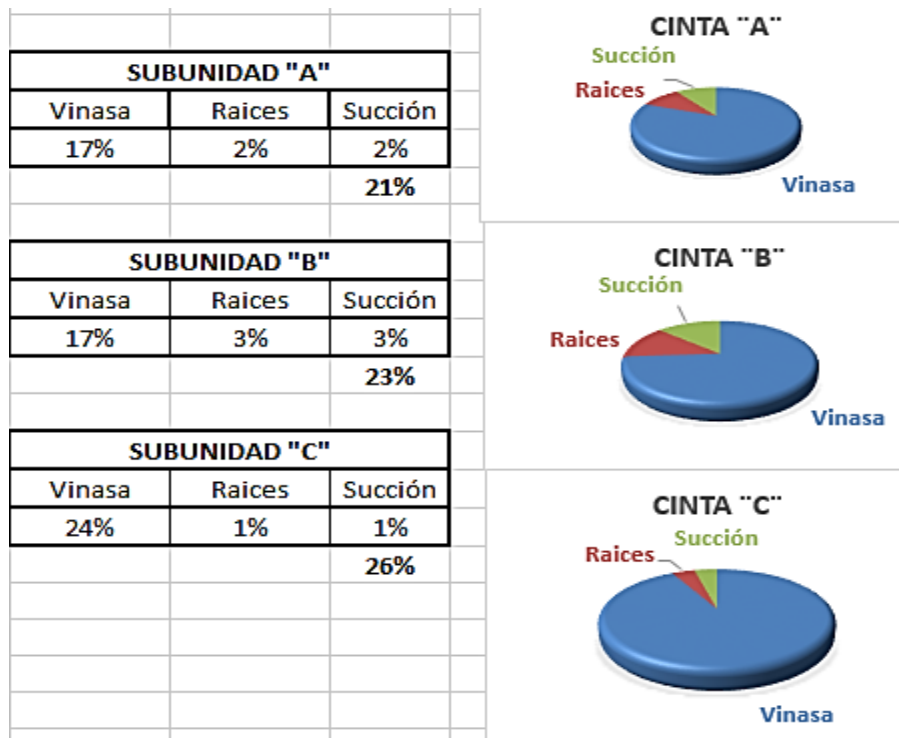 SUBUNIDAD "A"
Vinasa Raices Succión
17% 2% 2%
21%
SUBUNIDAD "B"
Vinasa Raices Succión
17% 3% 3%
23%
SUBUNIDAD "C"
Vinasa Raices Succión
24% 1% 1%
26%
CINTA ¨A¨
Succión
Raices
Vinasa
CINTA ¨B¨
Succión
Raices
Vinasa
CINTA ¨C¨
Succión
Raices
Vinasa